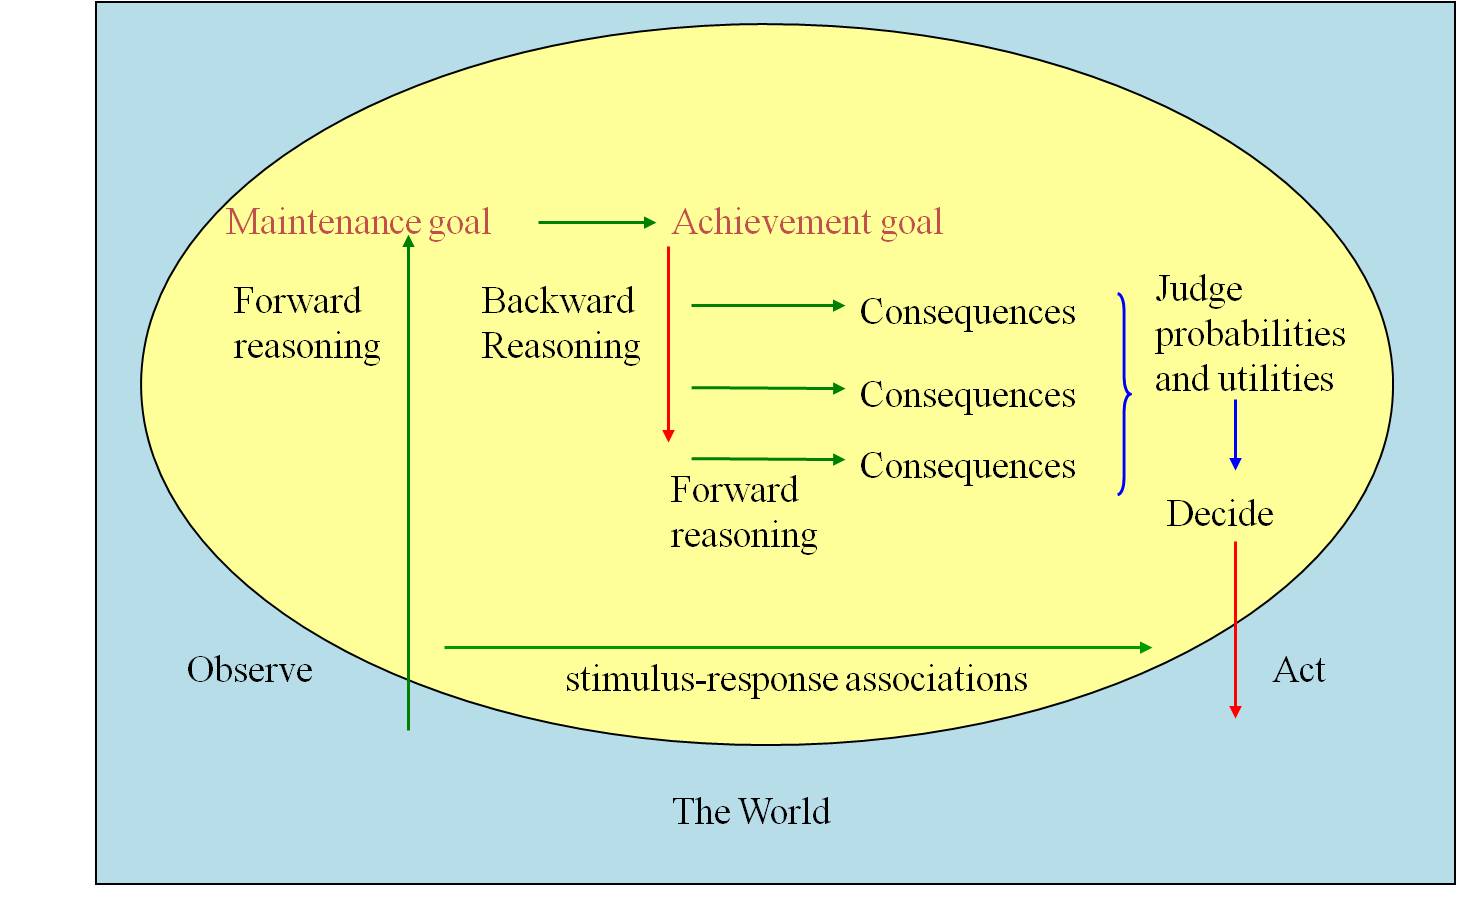 Maintenance goal
Achievement goal
Forward
reasoning
Backward
Reasoning
Consequences
Consequences
Consequences
Forward
reasoning
Judge
probabilities
and utilities
Decide
Observe
stimulus-response associations
Act
The World